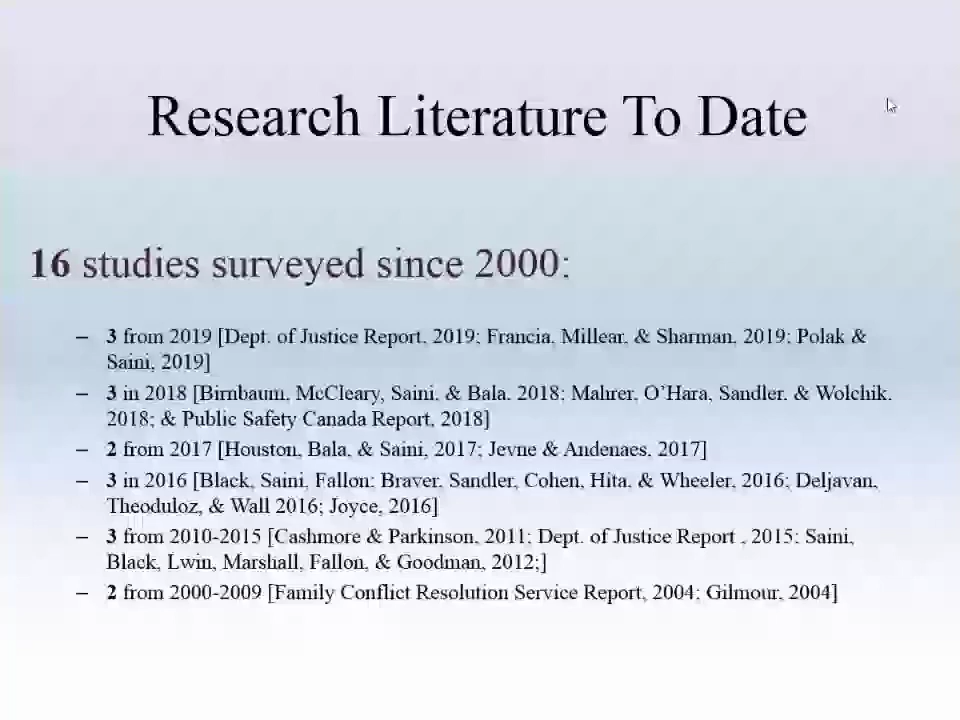 Research Literature To Date
16 studies surveyed since 2000:
– 3 from 2019 [Dept. of Justice Report, 2019; Francia, Millear, & Sharman, 2019; Polak &
Saini, 2019]
– 3 in 2018 [Birnbaum, McCleary, Saini, & Bala, 2018; Mahrer, O’Hara, Sandler, & Wolchik,
2018; & Public Safety Canada Report, 2018]
– 2 from 2017 [Houston, Bala, & Saini, 2017; Jevne & Andenaes, 2017]
– 3 in 2016 [Black, Saini, Fallon; Braver, Sandler, Cohen, Hita, & Wheeler, 2016; Deljavan,
Theoduloz, & Wall 2016; Joyce, 2016]
– 3 from 2010-2015 [Cashmore & Parkinson, 2011; Dept. of Justice Report , 2015; Saini,
Black, Lwin, Marshall, Fallon, & Goodman, 2012;]
– 2 from 2000-2009 [Family Conflict Resolution Service Report, 2004; Gilmour, 2004]